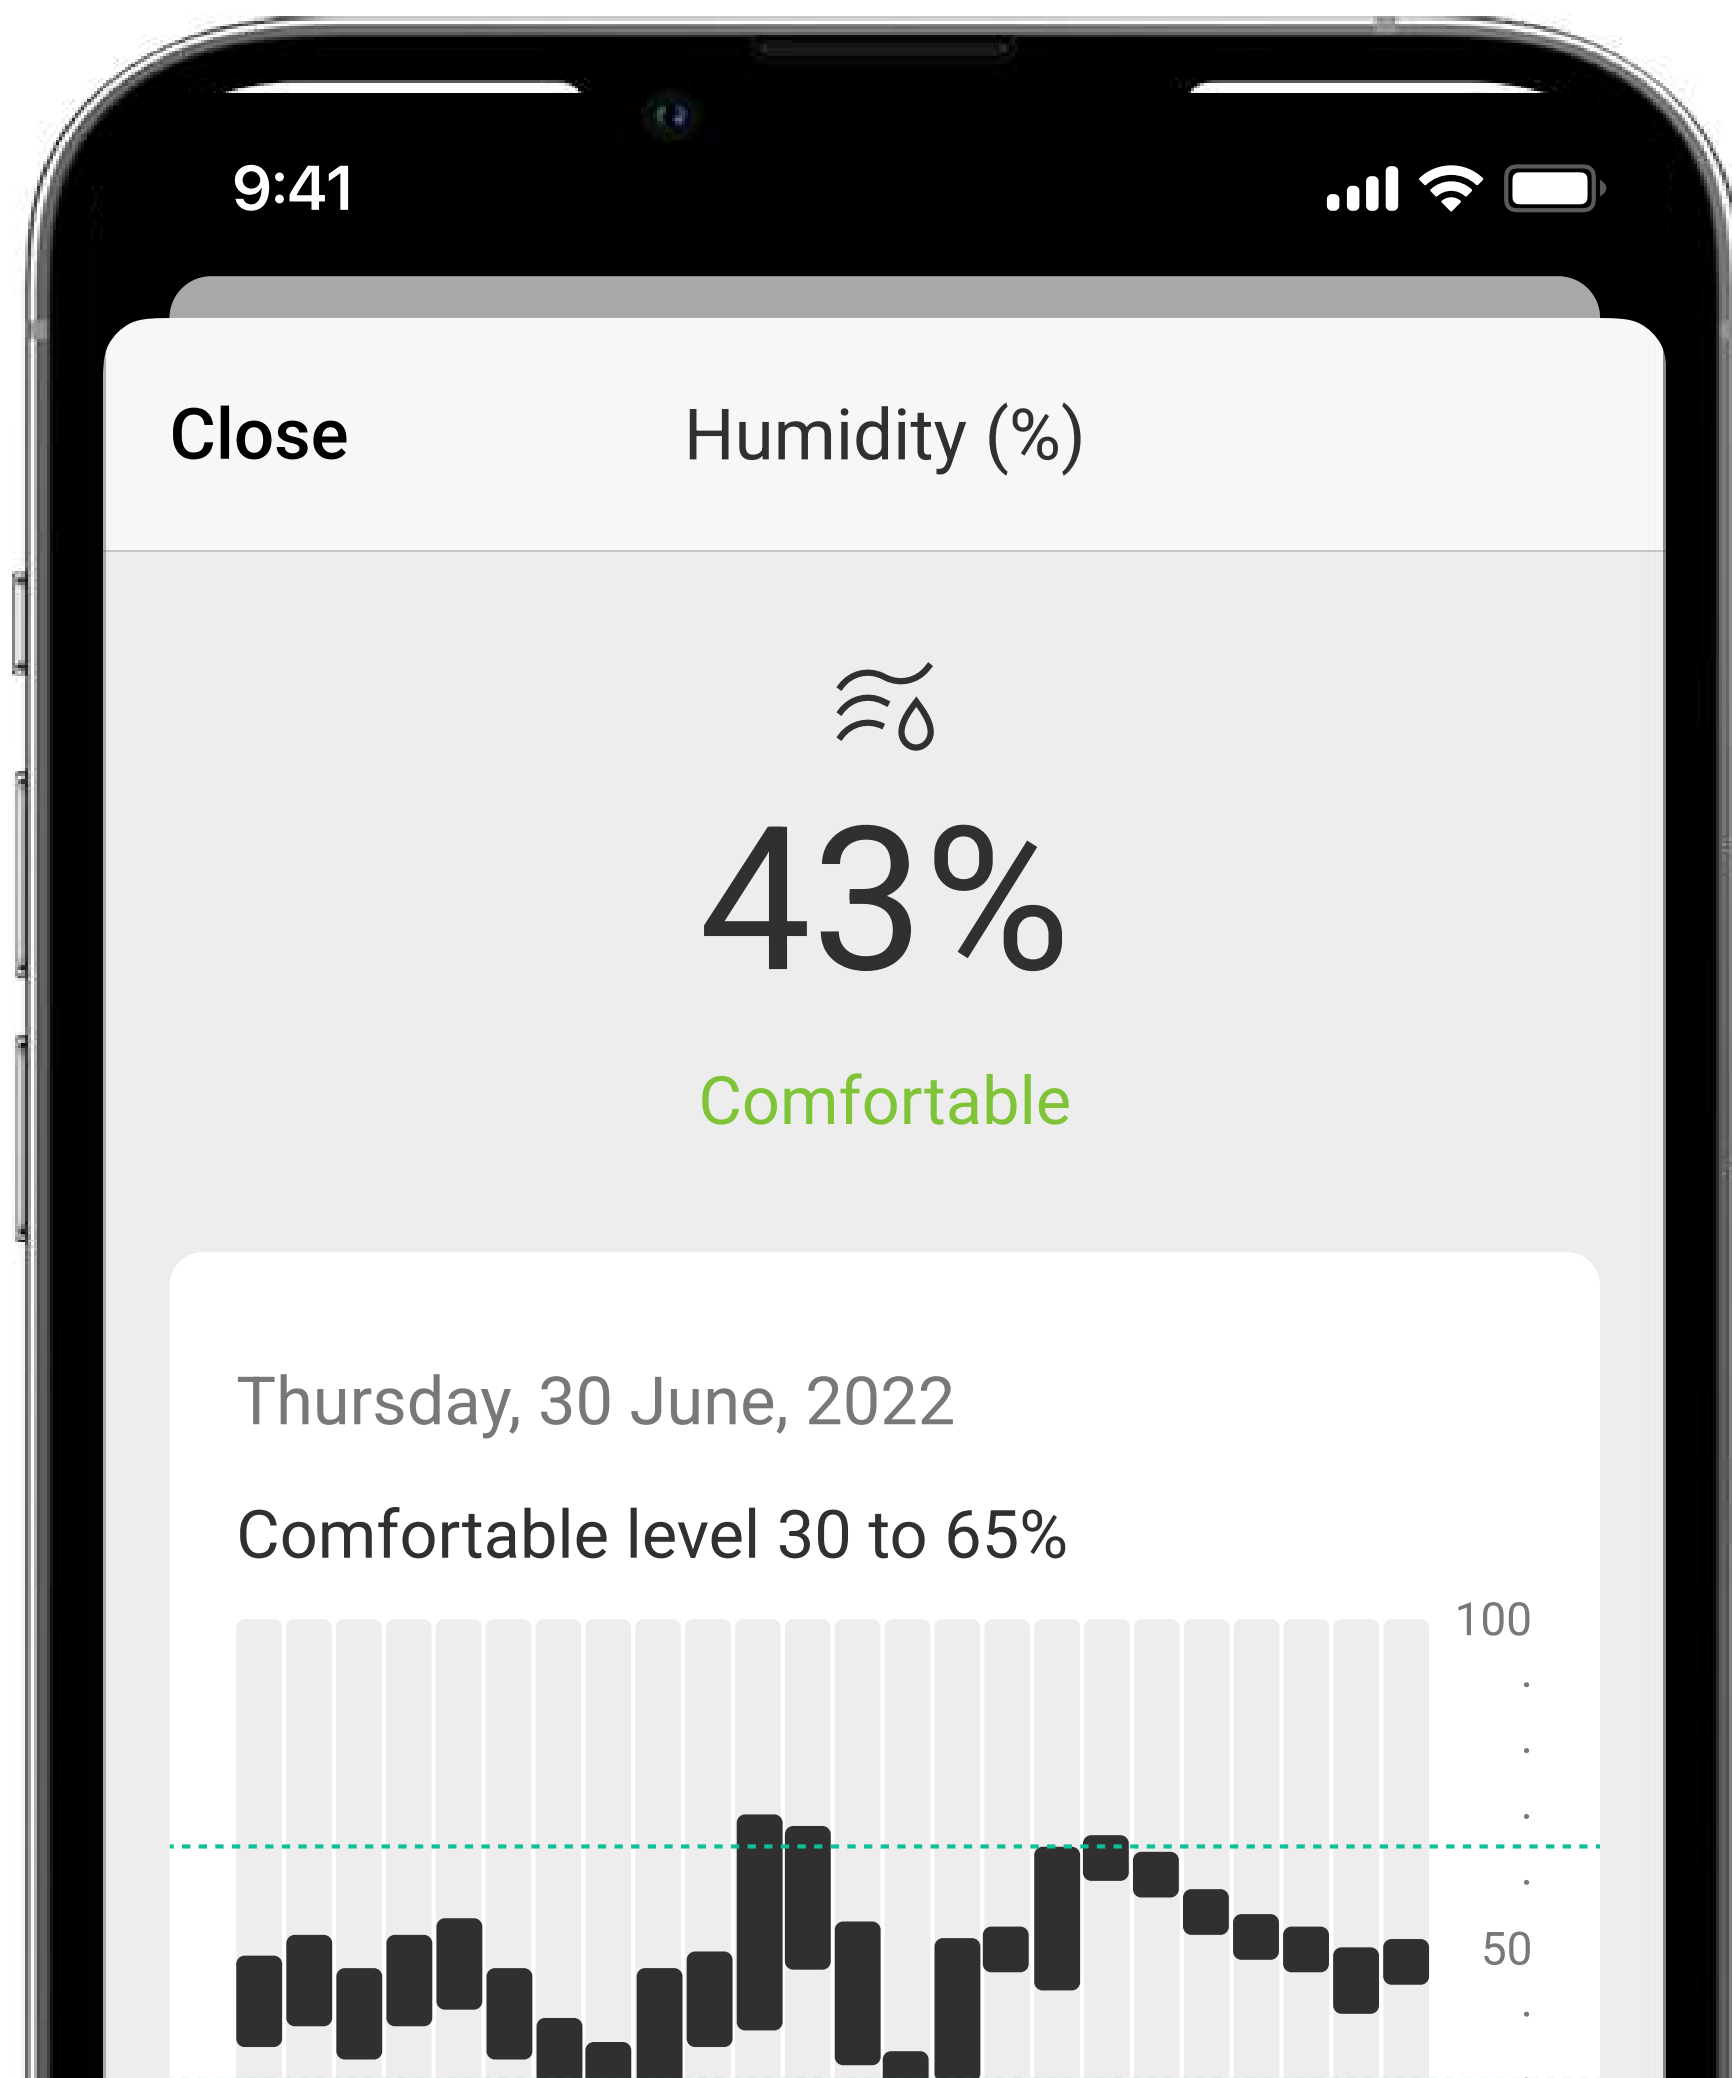 9:41
Close
Humidity (%)
43%
Comfortable
Thursday, 30 June, 2022
Comfortable level 30 to 65%
100
50